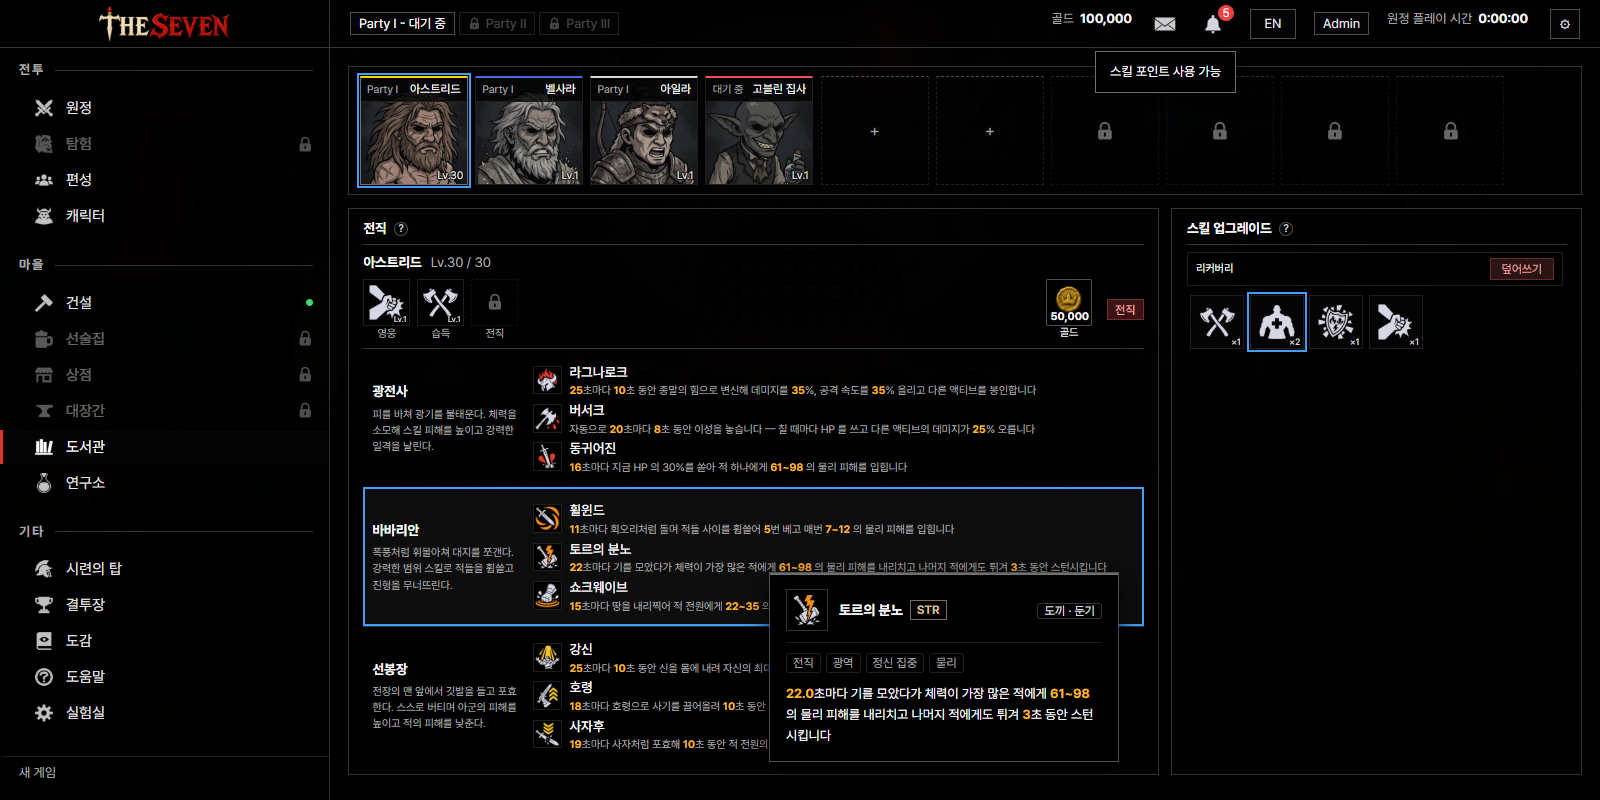 THE SEVEN
Party I - 대기 중
Party II
Party III
골드 100,000
5
EN
Admin
원정 플레이 시간 0:00:00
스킬 포인트 사용 가능
전투
원정
탐험
편성
캐릭터
마을
건설
선술집
상점
대장간
도서관
연구소
기타
시련의 탑
결투장
도감
도움말
실험실
새 게임
Party I 아스트리드
Lv.30
Party I 벨사라
Lv.1
Party I 아일라
Lv.1
대기 중 고블린 집사
Lv.1
+
+
전직 ?
아스트리드 Lv.30 / 30
Lv.1
영웅
Lv.1
습득
전직
50,000
골드
전직
광전사
피를 바쳐 광기를 불태운다. 체력을
소모해 스킬 피해를 높이고 강력한
일격을 날린다.
라그나로크
25초마다 10초 동안 종말의 힘으로 변신해 데미지를 35%, 공격 속도를 35% 올리고 다른 액티브를 봉인합니다
버서크
자동으로 20초마다 8초 동안 이성을 놓습니다 — 칠 때마다 HP 를 쓰고 다른 액티브의 데미지가 25% 오릅니다
동귀어진
16초마다 지금 HP 의 30%를 쏟아 적 하나에게 61~98 의 물리 피해를 입힙니다
바바리안
폭풍처럼 휘몰아쳐 대지를 쪼갠다.
강력한 범위 스킬로 적들을 휩쓸고
진형을 무너뜨린다.
휠윈드
11초마다 회오리처럼 돌며 적들 사이를 휩쓸어 5번 베고 매번 7~12 의 물리 피해를 입힙니다
토르의 분노
22초마다 기를 모았다가 체력이 가장 많은 적에게 61~98 의 물리 피해를 내리치고 나머지 적에게도 튀겨 3초 동안 스턴시킵니다
쇼크웨이브
15초마다 땅을 내리찍어 적 전원에게 22~35 의
선봉장
전장의 맨 앞에서 깃발을 들고 포효
한다. 스스로 버티며 아군의 피해를
높이고 적의 피해를 낮춘다.
강신
25초마다 10초 동안 신을 몸에 내려 자신의 최대
호령
18초마다 호령으로 사기를 끌어올려 10초 동안
사자후
19초마다 사자처럼 포효해 10초 동안 적 전원의
토르의 분노 STR
도끼 · 둔기
전직
광역
정신 집중
물리
22.0초마다 기를 모았다가 체력이 가장 많은 적에게 61~98
의 물리 피해를 내리치고 나머지 적에게도 튀겨 3초 동안 스턴
시킵니다
스킬 업그레이드 ?
리커버리
덮어쓰기
×1
×2
×1
×1